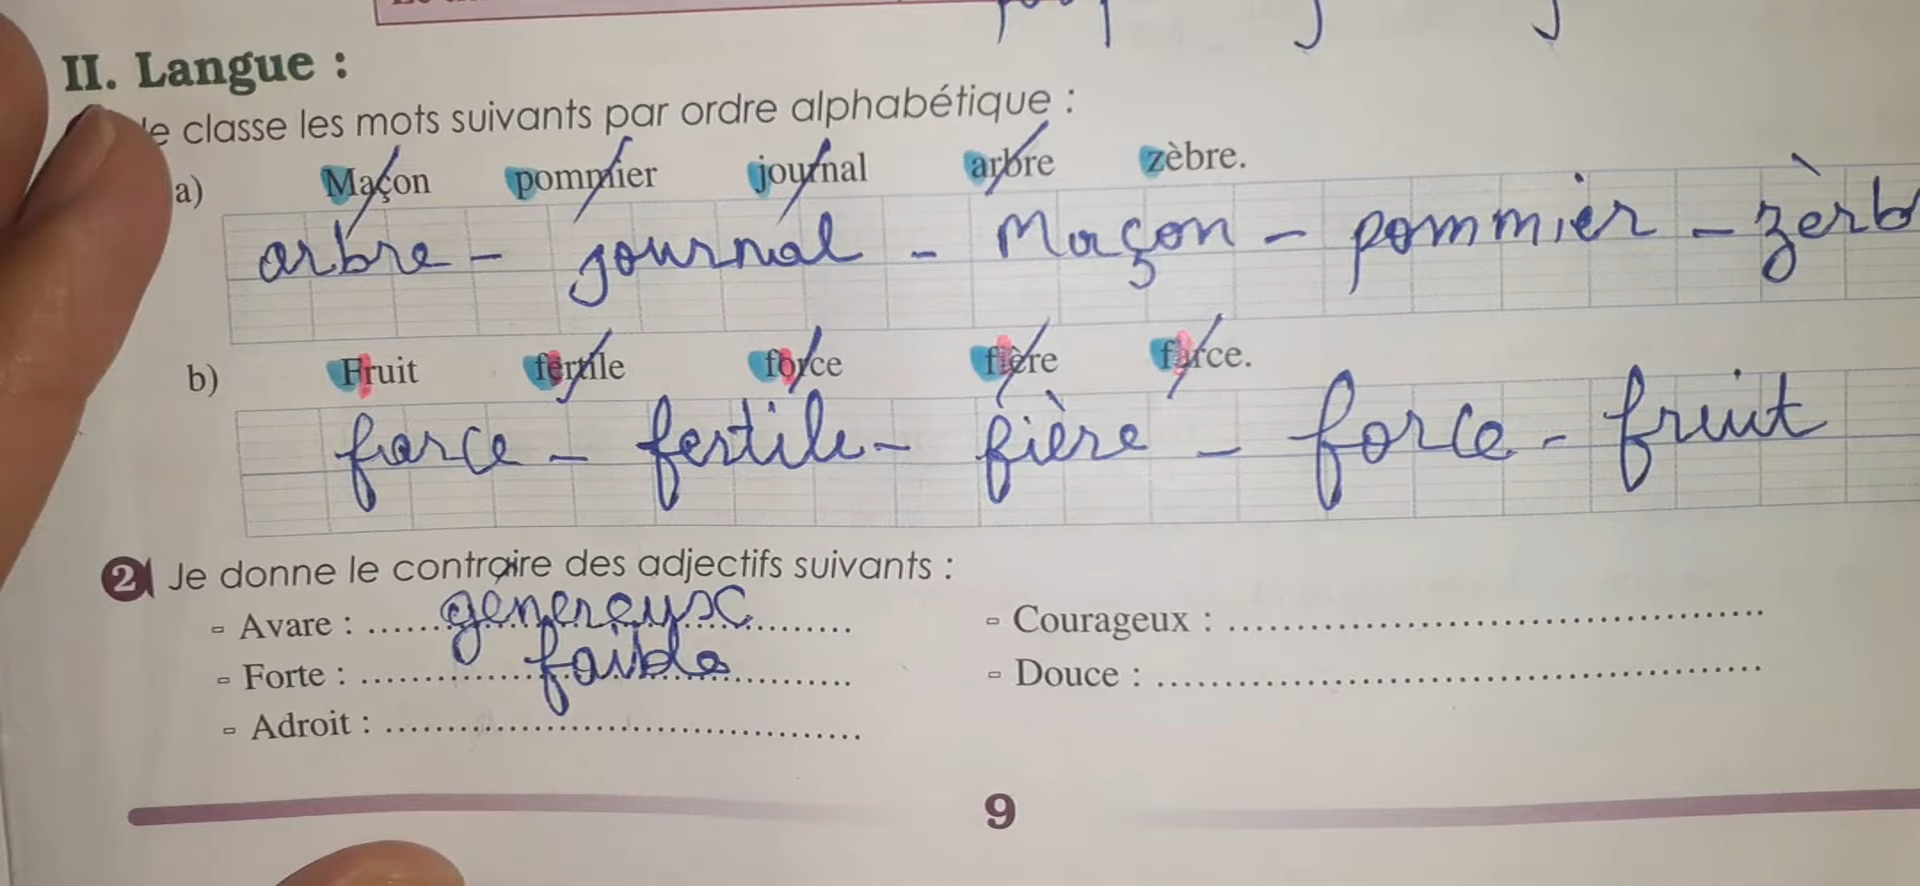 II. Langue :
Je classe les mots suivants par ordre alphabétique :
a) Maçon pommier journal arbre zèbre.
arbre - journal - Maçon - pommier - zèrb
b) Fruit fertile force fière farce.
farce - fertile - fière - force - fruit
2 Je donne le contraire des adjectifs suivants :
- Avare : genereusc - Courageux :
- Forte : faible - Douce :
- Adroit :
9